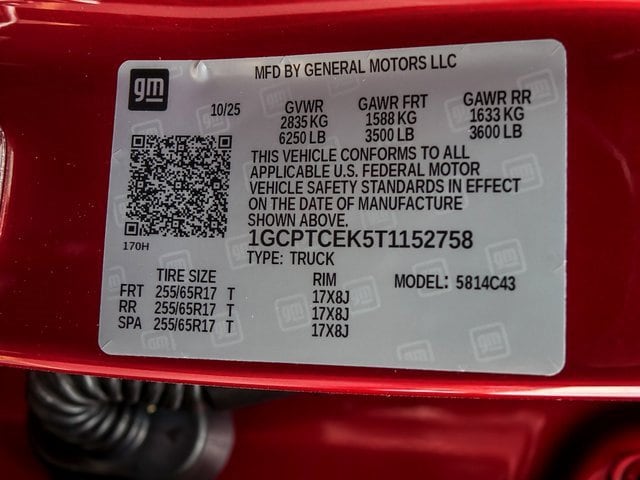 gm
MFD BY GENERAL MOTORS LLC
10/25 GVWR GAWR FRT GAWR RR
2835 KG 1588 KG 1633 KG
6250 LB 3500 LB 3600 LB
THIS VEHICLE CONFORMS TO ALL
APPLICABLE U.S. FEDERAL MOTOR
VEHICLE SAFETY STANDARDS IN EFFECT
ON THE DATE OF MANUFACTURE
SHOWN ABOVE.
170H
1GCPTCEK5T1152758
TYPE: TRUCK
TIRE SIZE RIM MODEL: 5814C43
FRT 255/65R17 T 17X8J
RR 255/65R17 T 17X8J
SPA 255/65R17 T 17X8J